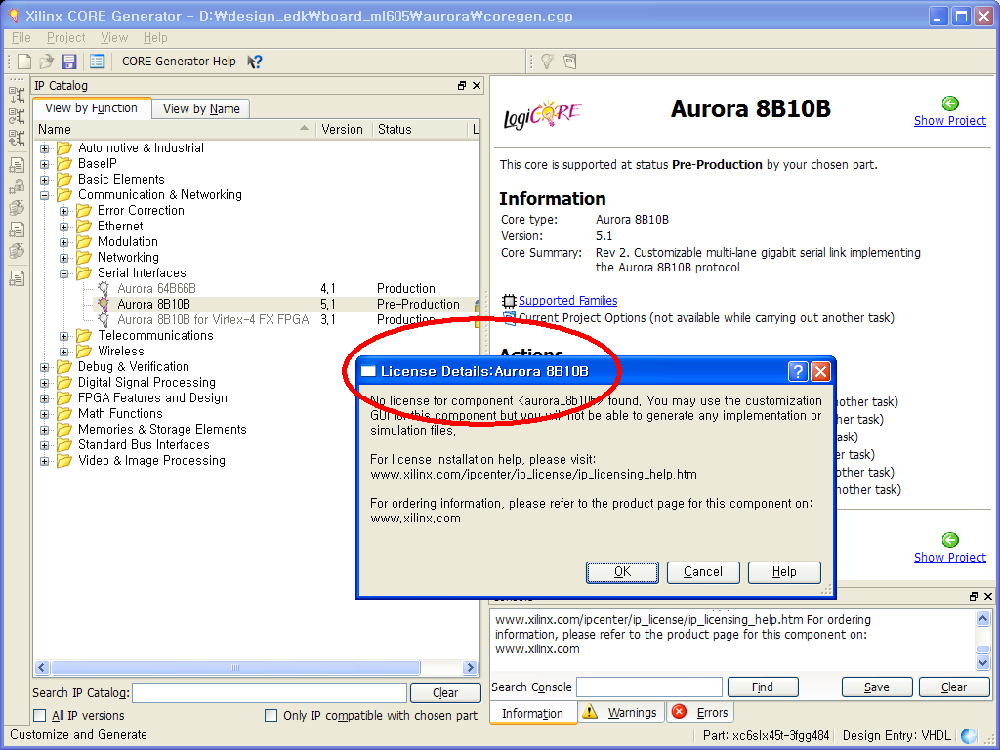 Xilinx CORE Generator - D:₩design_edk₩board_ml605₩aurora₩coregen.cgp
File Project View Help
CORE Generator Help
IP Catalog
View by Function View by Name
Name Version Status L
Automotive & Industrial
BaseIP
Basic Elements
Communication & Networking
Error Correction
Ethernet
Modulation
Networking
Serial Interfaces
Aurora 64B66B 4,1 Production
Aurora 8B10B 5,1 Pre-Production
Aurora 8B10B for Virtex-4 FX FPGA 3,1 Production
Telecommunications
Wireless
Debug & Verification
Digital Signal Processing
FPGA Features and Design
Math Functions
Memories & Storage Elements
Standard Bus Interfaces
Video & Image Processing
Search IP Catalog: Clear
All IP versions Only IP compatible with chosen part
LogiCORE
Aurora 8B10B
Show Project
This core is supported at status Pre-Production by your chosen part.
Information
Core type: Aurora 8B10B
Version: 5.1
Core Summary: Rev 2. Customizable multi-lane gigabit serial link implementing
the Aurora 8B10B protocol
Supported Families
Current Project Options (not available while carrying out another task)
Actions
other task)
her task)
task)
r task)
other task)
nother task)
Show Project
License Details:Aurora 8B10B
No license for component <aurora_8b10b> found, You may use the customization
GUI for this component but you will not be able to generate any implementation or
simulation files,
For license installation help, please visit:
www,xilinx,com/ipcenter/ip_license/ip_licensing_help,htm
For ordering information, please refer to the product page for this component on:
www,xilinx,com
OK Cancel Help
www.xilinx.com/ipcenter/ip_license/ip_licensing_help.htm For ordering
information, please refer to the product page for this component on:
www.xilinx.com
Search Console Find Save Clear
Information Warnings Errors
Customize and Generate Part: xc6slx45t-3fgg484 Design Entry: VHDL